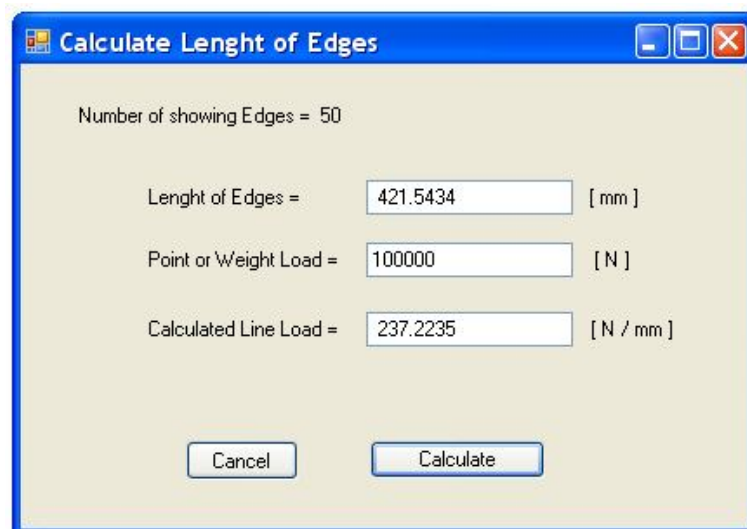 Calculate Lenght of Edges
Number of showing Edges = 50
Lenght of Edges = 421.5434 [ mm ]
Point or Weight Load = 100000 [ N ]
Calculated Line Load = 237.2235 [ N / mm ]
Cancel Calculate